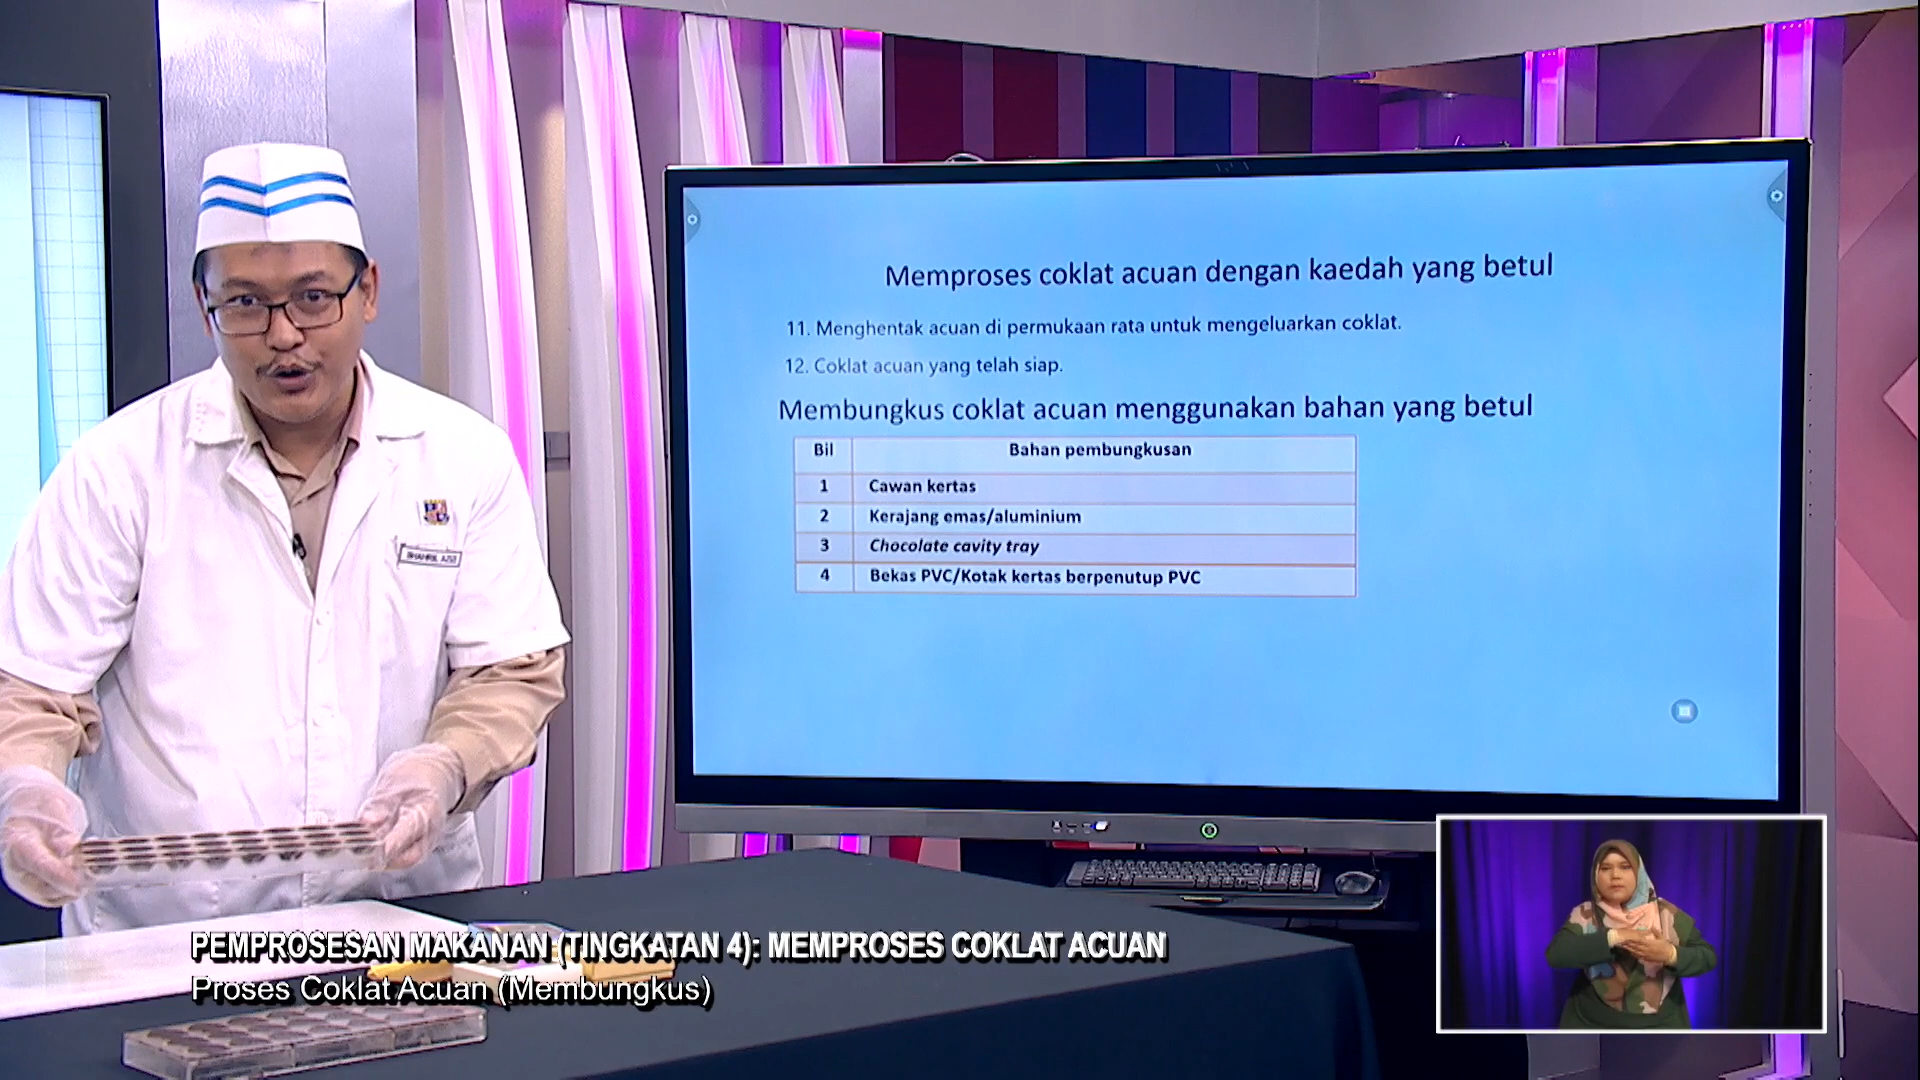 Memproses coklat acuan dengan kaedah yang betul
11. Menghentak acuan di permukaan rata untuk mengeluarkan coklat.
12. Coklat acuan yang telah siap.
Membungkus coklat acuan menggunakan bahan yang betul
Bil Bahan pembungkusan
1 Cawan kertas
2 Kerajang emas/aluminium
3 Chocolate cavity tray
4 Bekas PVC/Kotak kertas berpenutup PVC
PEMPROSESAN MAKANAN (TINGKATAN 4): MEMPROSES COKLAT ACUAN
Proses Coklat Acuan (Membungkus)